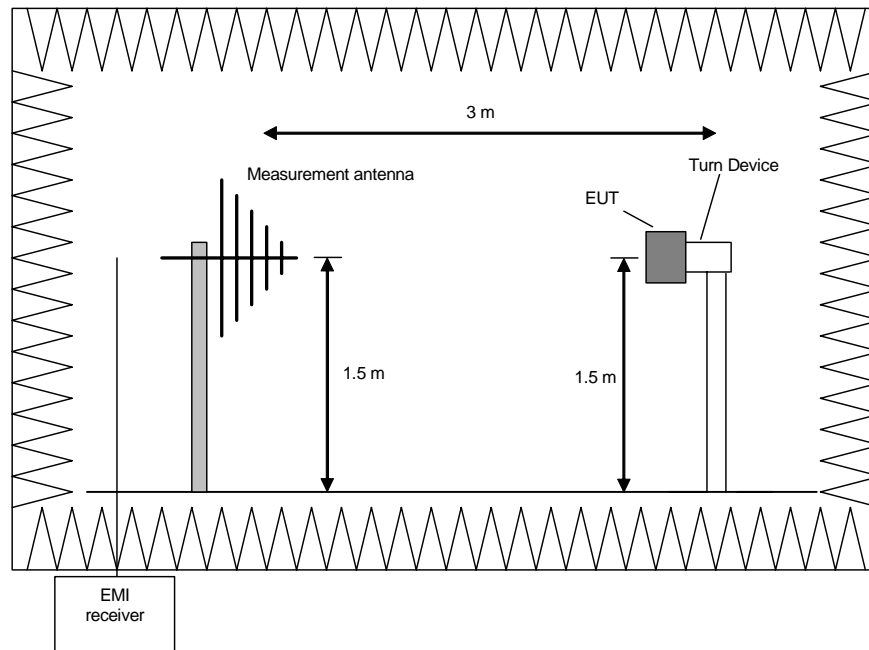 3 m
Measurement antenna
Turn Device
EUT
1.5 m
1.5 m
EMI
receiver